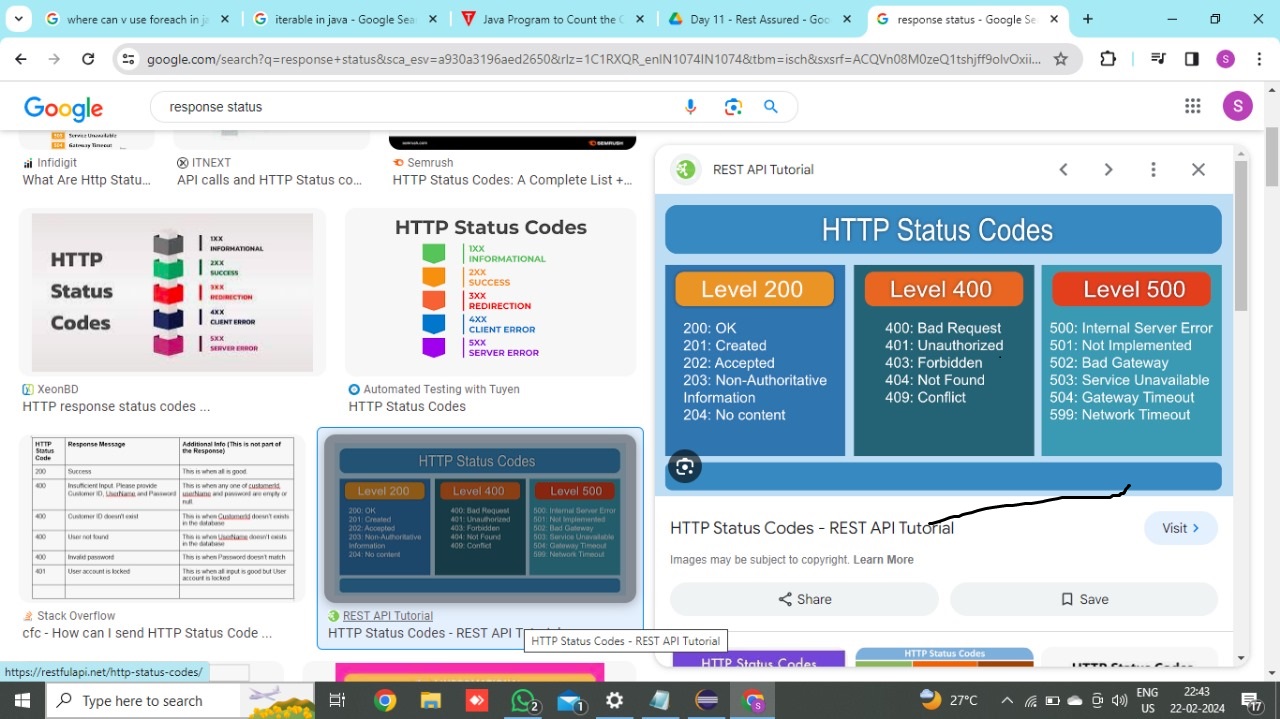 where can you use foreach in ja
iterable in java - Google Sea
Java Program to Count the C
Day 11 - Rest Assured - Goo
response status - Google Se
google.com/search?q=response+status&sca_esv=a930a3196aed2650&rlz=1C1RXQR_enIN1074IN1074&tbm=isch&sxsrf=ACQVn08M0zeQ1tshjff9olvOxii...
S
Google
response status
S
Service Unavailable
Gateway Timeout
semrush.com
SEMRUSH
Infidigit
ITNEXT
Semrush
What Are Http Statu...
API calls and HTTP Status co...
HTTP Status Codes: A Complete List +...
HTTP
Status
Codes
1XX
INFORMATIONAL
2XX
SUCCESS
3XX
REDIRECTION
4XX
CLIENT ERROR
5XX
SERVER ERROR
XeonBD
HTTP response status codes ...
HTTP Status Codes
1XX
INFORMATIONAL
2XX
SUCCESS
3XX
REDIRECTION
4XX
CLIENT ERROR
5XX
SERVER ERROR
Automated Testing with Tuyen
HTTP Status Codes
HTTP Status Code
Response Message
Additional Info (This is not part of the Response)
200 Success This is when all is good.
400 Insufficient Input. Please provide Customer ID, UserName and Password This is when any one of customerId, userName and password are empty or null.
400 Customer ID doesn't exist This is when CustomerId doesn't exists in the database
400 User not found This is when UserName doesn't exists in the database
400 Invalid password This is when Password doesn't match.
401 User account is locked This is when all input is good but User account is locked
Stack Overflow
cfc - How can I send HTTP Status Code ...
HTTP Status Codes
Level 200
Level 400
Level 500
200: OK
201: Created
202: Accepted
203: Non-Authoritative
Information
204: No content
400: Bad Request
401: Unauthorized
403: Forbidden
404: Not Found
409: Conflict
500: Internal Server Error
501: Not Implemented
502: Bad Gateway
503: Service Unavailable
504: Gateway Timeout
599: Network Timeout
REST API Tutorial
HTTP Status Codes - REST API Tutorial
HTTP Status Codes - REST API Tutorial
REST API Tutorial
HTTP Status Codes
Level 200
200: OK
201: Created
202: Accepted
203: Non-Authoritative
Information
204: No content
Level 400
400: Bad Request
401: Unauthorized
403: Forbidden
404: Not Found
409: Conflict
Level 500
500: Internal Server Error
501: Not Implemented
502: Bad Gateway
503: Service Unavailable
504: Gateway Timeout
599: Network Timeout
HTTP Status Codes - REST API Tutorial
Visit
Images may be subject to copyright. Learn More
Share
Save
HTTP Status Codes
HTTP Status Codes
HTTP Status Codes
https://restfulapi.net/http-status-codes/
Type here to search
2
1
S
27°C
ENG
US
22:43
22-02-2024
17